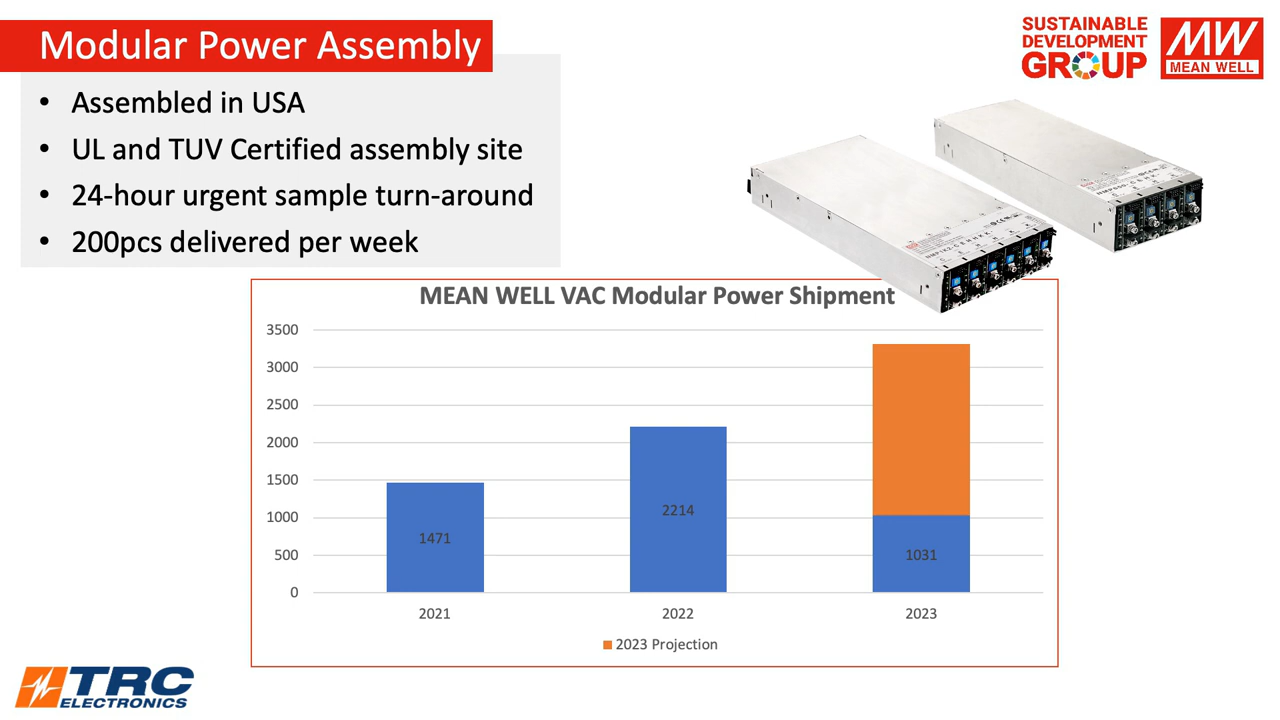 Modular Power Assembly
• Assembled in USA
• UL and TUV Certified assembly site
• 24-hour urgent sample turn-around
• 200pcs delivered per week
SUSTAINABLE
DEVELOPMENT
GROUP
MW
MEAN WELL
MEAN WELL VAC Modular Power Shipment
3500
3000
2500
2000
1500
1000
500
0
1471
2214
1031
2021
2022
2023
2023 Projection
TRC
ELECTRONICS